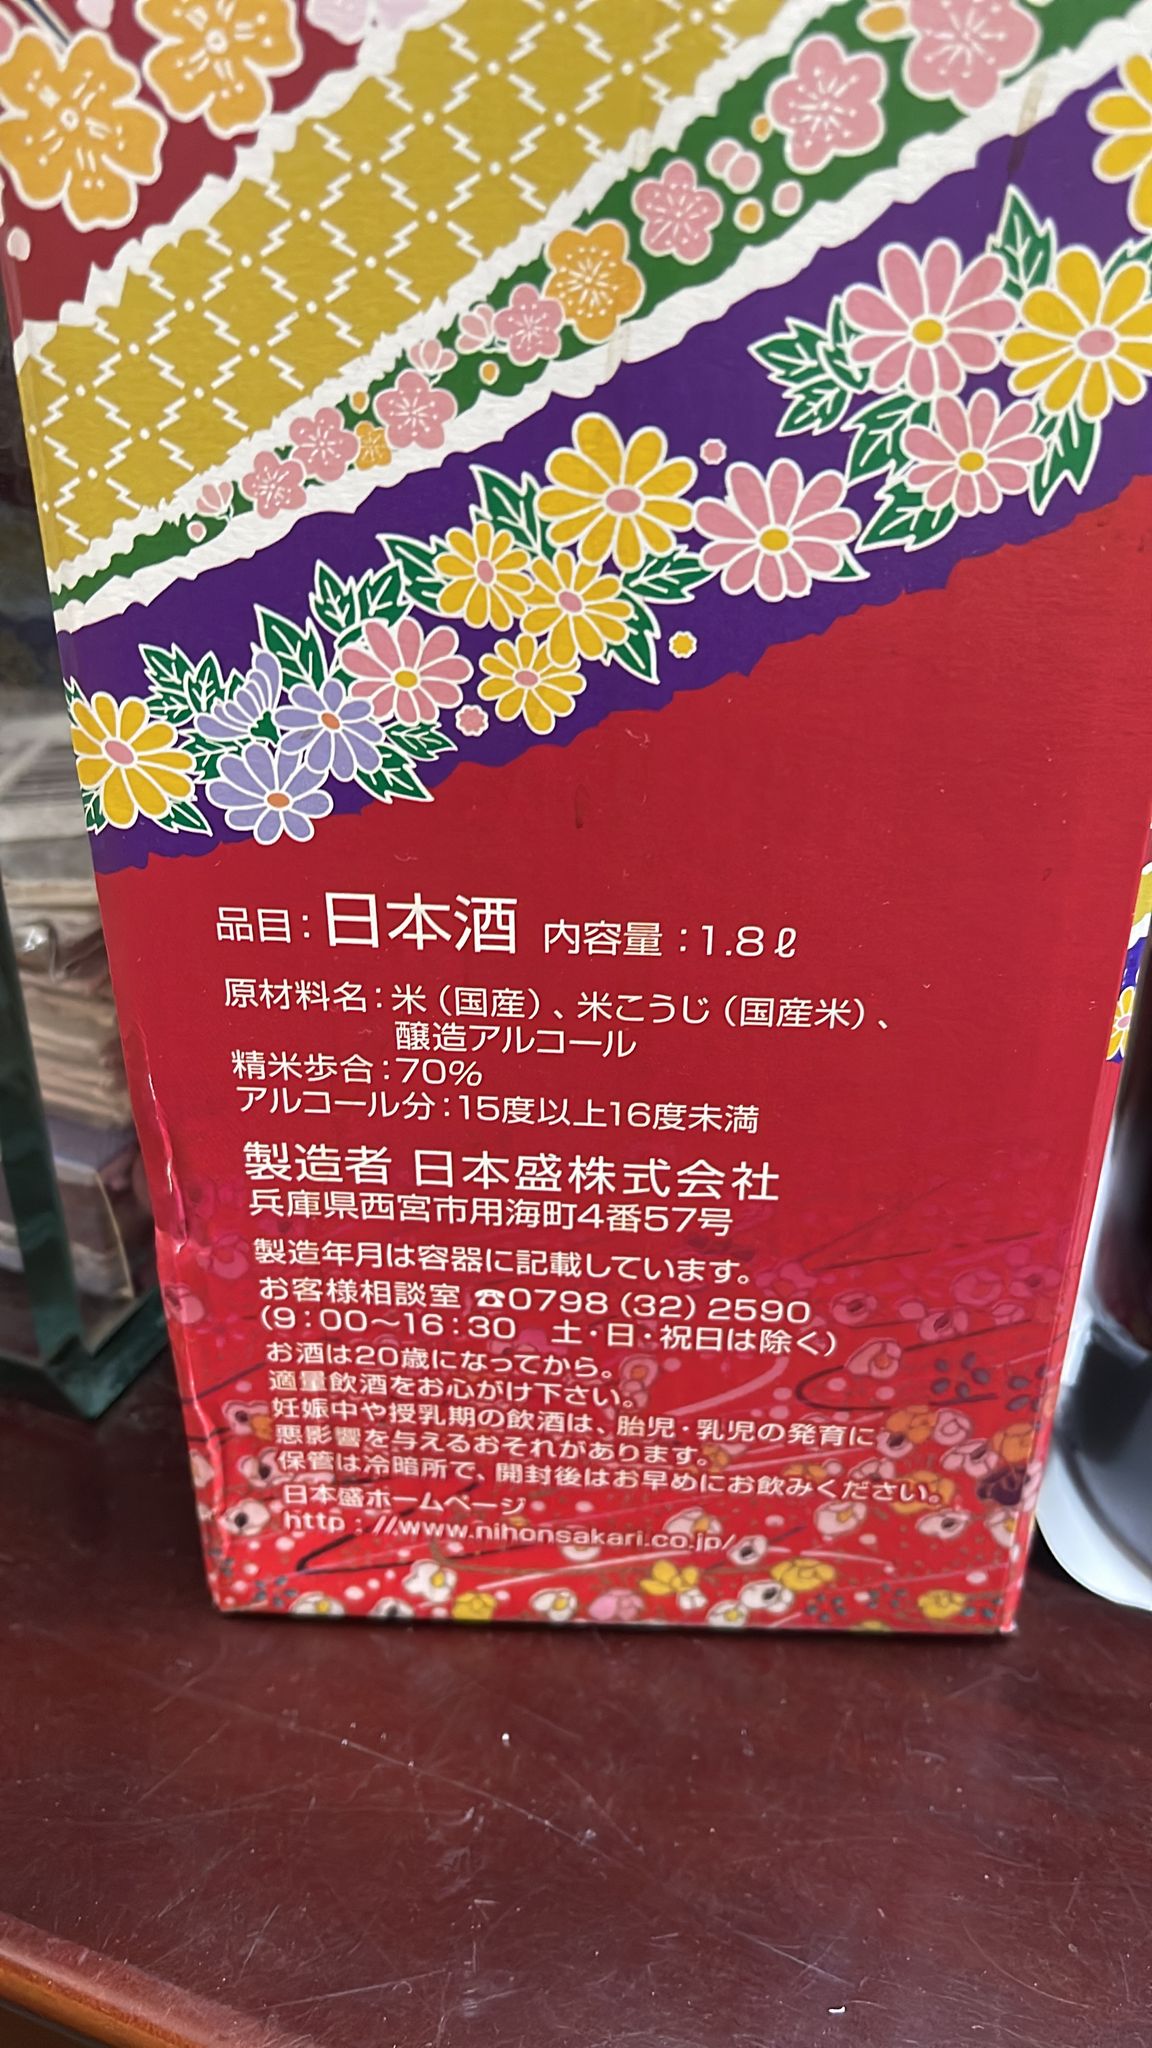 品目：日本酒 内容量：1.8ℓ
原材料名：米（国産）、米こうじ（国産米）、
醸造アルコール
精米歩合：70%
アルコール分：15度以上16度未満
製造者 日本盛株式会社
兵庫県西宮市用海町4番57号
製造年月は容器に記載しています。
お客様相談室 ☎0798（32）2590
（9：00〜16：30　土・日・祝日は除く）
お酒は20歳になってから。
適量飲酒をお心がけ下さい。
妊娠中や授乳期の飲酒は、胎児・乳児の発育に
悪影響を与えるおそれがあります。
保管は冷暗所で、開封後はお早めにお飲みください。
日本盛ホームページ
http：//www.nihonsakari.co.jp/